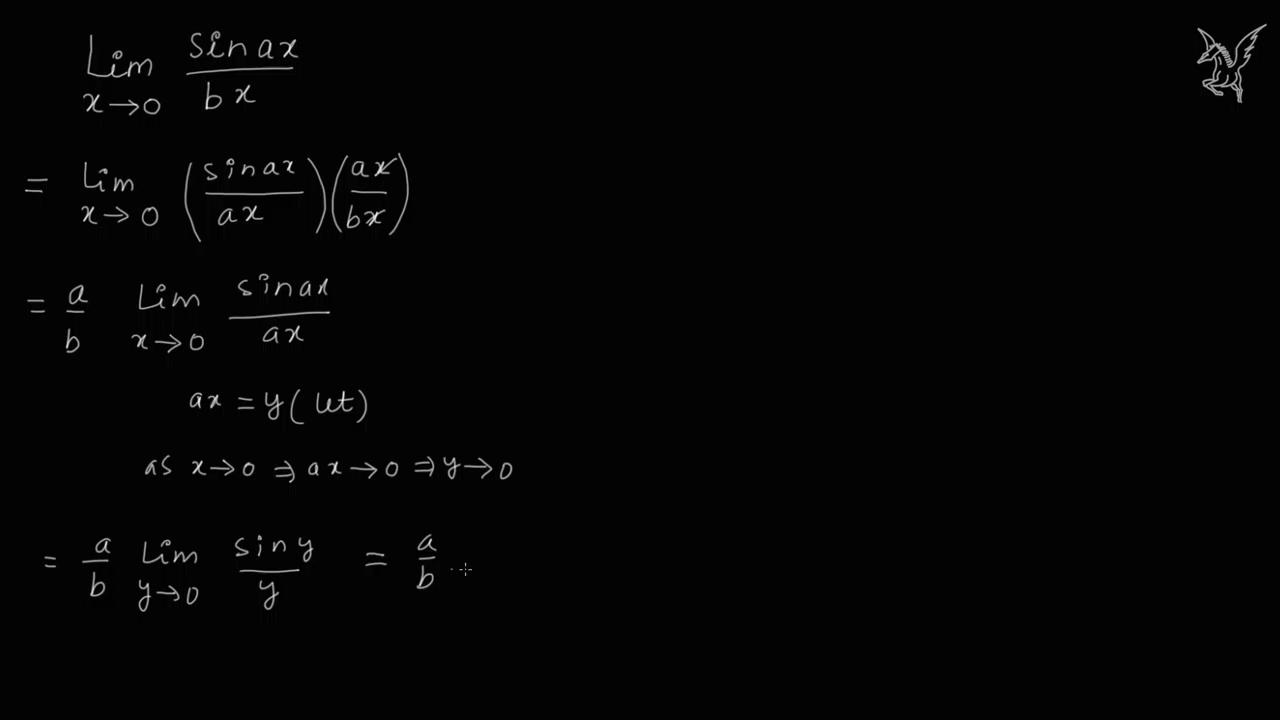 Lim x→0 sin ax / bx
= Lim x→0 (sin ax / ax)(ax / bx)
= a/b Lim x→0 sin ax / ax
ax = y (let)
as x→0 ⇒ ax→0 ⇒ y→0
= a/b Lim y→0 sin y / y = a/b